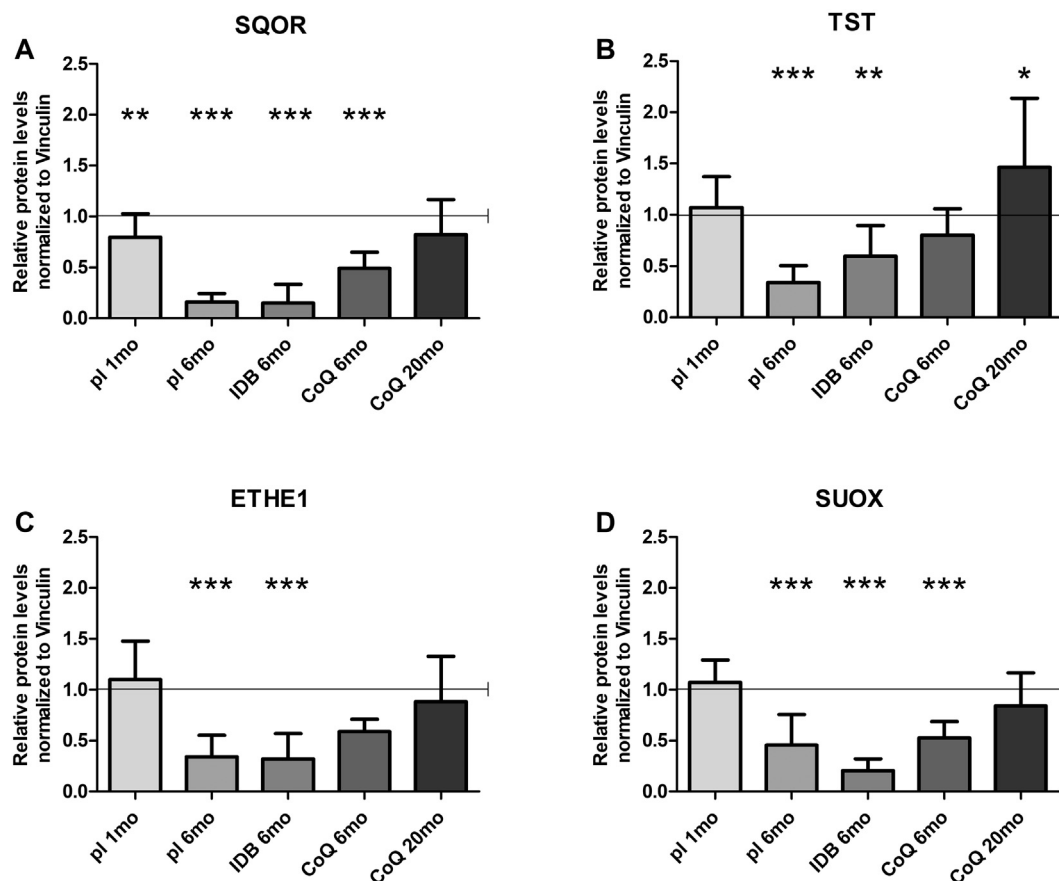 SQOR
A
Relative protein levels
normalized to Vinculin
2.5
2.0
1.5
1.0
0.5
0.0
** *** *** ***
pl 1mo
pl 6mo
IDB 6mo
CoQ 6mo
CoQ 20mo
TST
B
Relative protein levels
normalized to Vinculin
2.5
2.0
1.5
1.0
0.5
0.0
*** ** *
pl 1mo
pl 6mo
IDB 6mo
CoQ 6mo
CoQ 20mo
ETHE1
C
Relative protein levels
normalized to Vinculin
2.5
2.0
1.5
1.0
0.5
0.0
*** ***
pl 1mo
pl 6mo
IDB 6mo
CoQ 6mo
CoQ 20mo
SUOX
D
Relative protein levels
normalized to Vinculin
2.5
2.0
1.5
1.0
0.5
0.0
*** *** ***
pl 1mo
pl 6mo
IDB 6mo
CoQ 6mo
CoQ 20mo